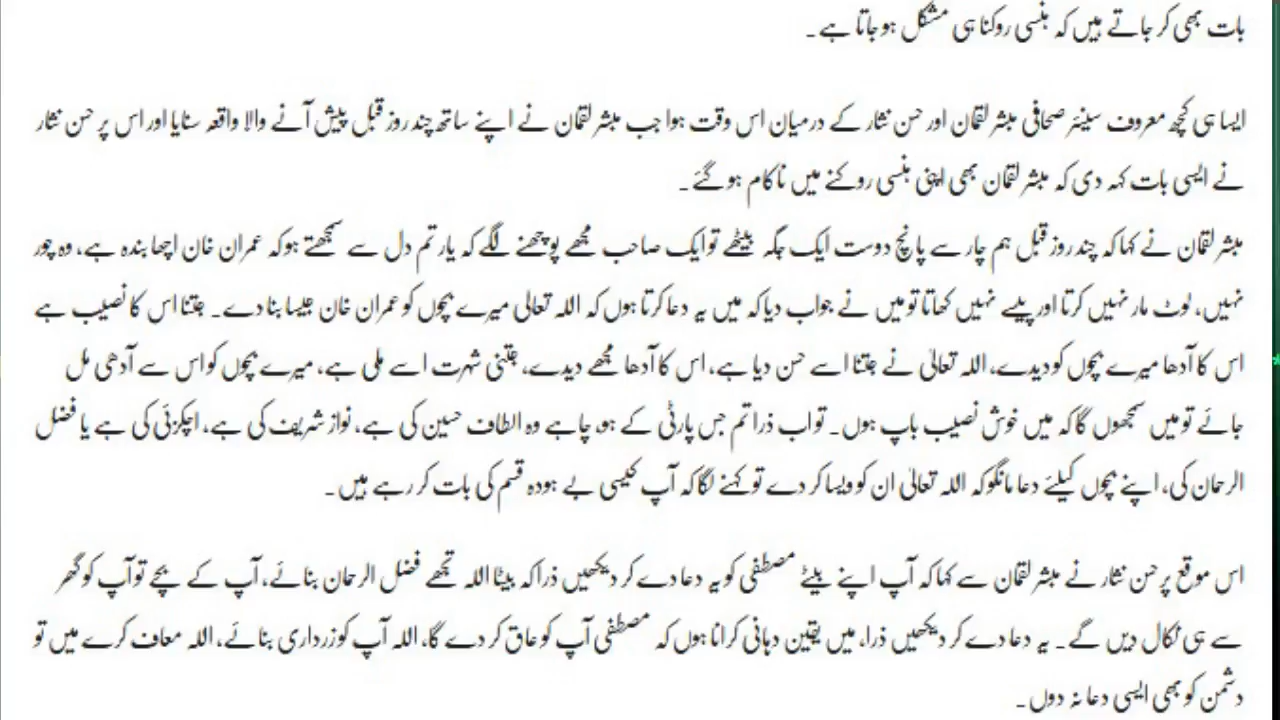 بات بھی کر جاتے ہیں کہ ہنسی روکنا ہی مشکل ہو جاتا ہے۔
ایسا ہی کچھ معروف سینئر صحافی مبشر لقمان اور حسن نثار کے درمیان اس وقت ہوا جب مبشر لقمان نے اپنے ساتھ چند روز قبل پیش آنے والا واقعہ سنایا اور اس پر حسن نثار
نے ایسی بات کہہ دی کہ مبشر لقمان بھی اپنی ہنسی روکنے میں ناکام ہو گئے۔
مبشر لقمان نے کہا کہ چند روز قبل ہم چار سے پانچ دوست ایک جگہ بیٹھے تو ایک صاحب مجھے پوچھنے لگے کہ یار تم دل سے سمجھتے ہو کہ عمران خان اچھا بندہ ہے، وہ چور
نہیں، لوٹ مار نہیں کرتا اور پیسے نہیں کھاتا تو میں نے جواب دیا کہ میں یہ دعا کرتا ہوں کہ اللہ تعالی میرے بچوں کو عمران خان جیسا بنا دے۔ جتنا اس کا نصیب ہے
اس کا آدھا میرے بچوں کو دیدے، اللہ تعالیٰ نے جتنا اسے حسن دیا ہے، اس کا آدھا مجھے دیدے، جتنی شہرت اسے ملی ہے، میرے بچوں کو اس سے آدھی مل
جائے تو میں سمجھوں گا کہ میں خوش نصیب باپ ہوں۔ تو اب ذرا تم جس پارٹی کے ہو، چاہے وہ الطاف حسین کی ہے، نواز شریف کی ہے، اچکزئی کی ہے یا فضل
الرحمان کی، اپنے بچوں کیلئے دعا مانگو کہ اللہ تعالیٰ ان کو ویسا کر دے تو کہنے لگا کہ آپ کیسی بے ہودہ قسم کی بات کر رہے ہیں۔
اس موقع پر حسن نثار نے مبشر لقمان سے کہا کہ آپ اپنے بیٹے مصطفی کو یہ دعا دے کر دیکھیں ذرا کہ بیٹا اللہ تجھے فضل الرحمان بنائے، آپ کے بچے تو آپ کو گھر
سے ہی نکال دیں گے۔ یہ دعا دے کر دیکھیں ذرا، میں یقین دہانی کراتا ہوں کہ مصطفی آپ کو عاق کر دے گا، اللہ آپ کو زرداری بنائے، اللہ معاف کرے میں تو
دشمن کو بھی ایسی دعا نہ دوں۔